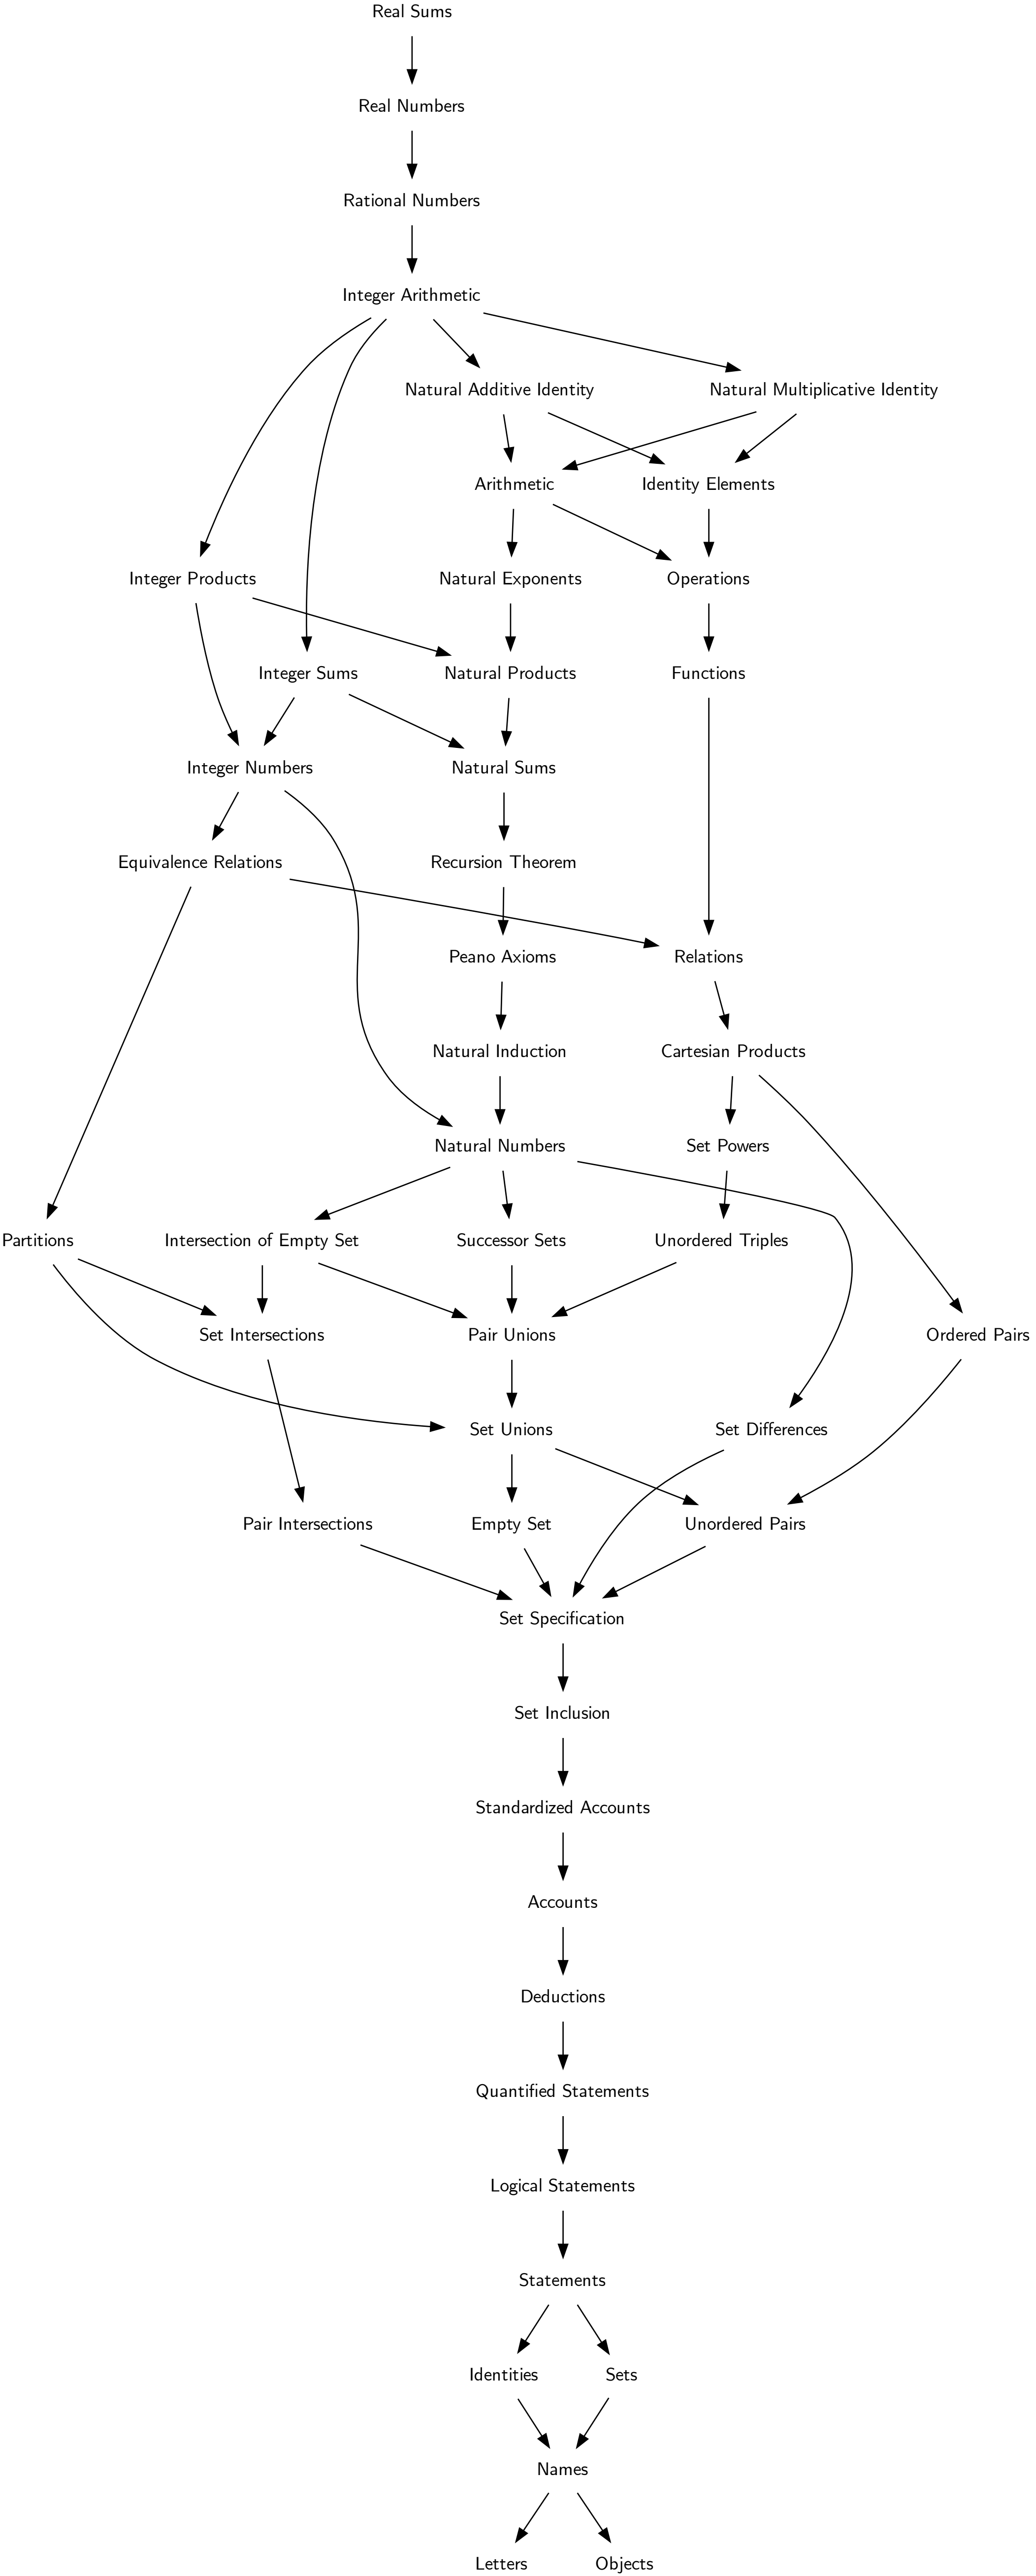 Real Sums
Real Numbers
Rational Numbers
Integer Arithmetic
Natural Additive Identity
Natural Multiplicative Identity
Arithmetic
Identity Elements
Integer Products
Natural Exponents
Operations
Integer Sums
Natural Products
Functions
Integer Numbers
Natural Sums
Equivalence Relations
Recursion Theorem
Peano Axioms
Relations
Natural Induction
Cartesian Products
Natural Numbers
Set Powers
Partitions
Intersection of Empty Set
Successor Sets
Unordered Triples
Set Intersections
Pair Unions
Ordered Pairs
Set Unions
Set Differences
Pair Intersections
Empty Set
Unordered Pairs
Set Specification
Set Inclusion
Standardized Accounts
Accounts
Deductions
Quantified Statements
Logical Statements
Statements
Identities
Sets
Names
Letters
Objects